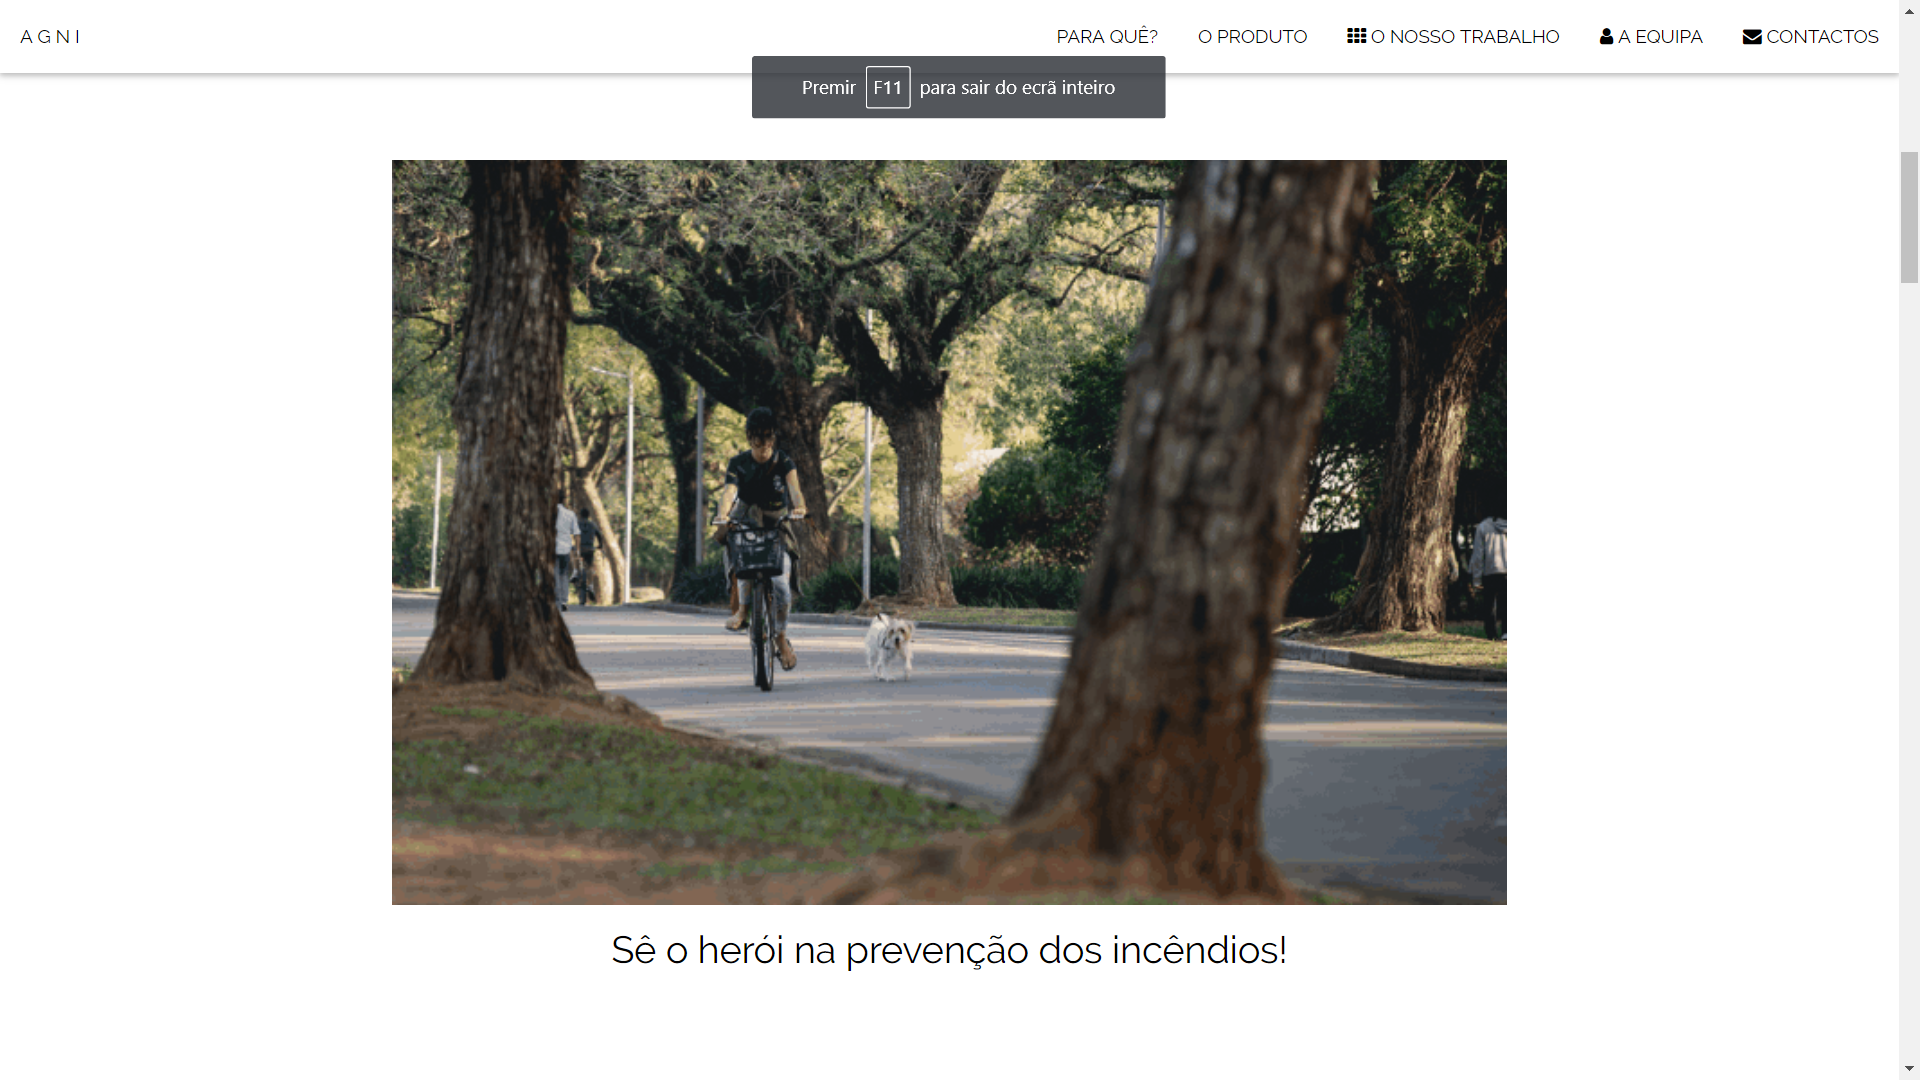 AGNI
PARA QUÊ? O PRODUTO O NOSSO TRABALHO A EQUIPA CONTACTOS
Premir F11 para sair do ecrã inteiro
Sê o herói na prevenção dos incêndios!